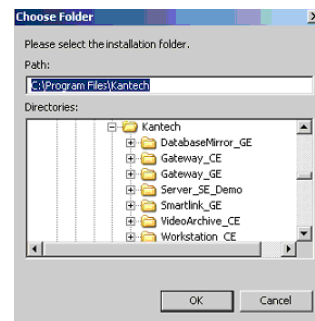 Choose Folder
Please select the installation folder.
Path:
C:\Program Files\Kantech
Directories:
Kantech
DatabaseMirror_GE
Gateway_CE
Gateway_GE
Server_SE_Demo
Smartlink_GE
VideoArchive_CE
Workstation_CE
OK
Cancel